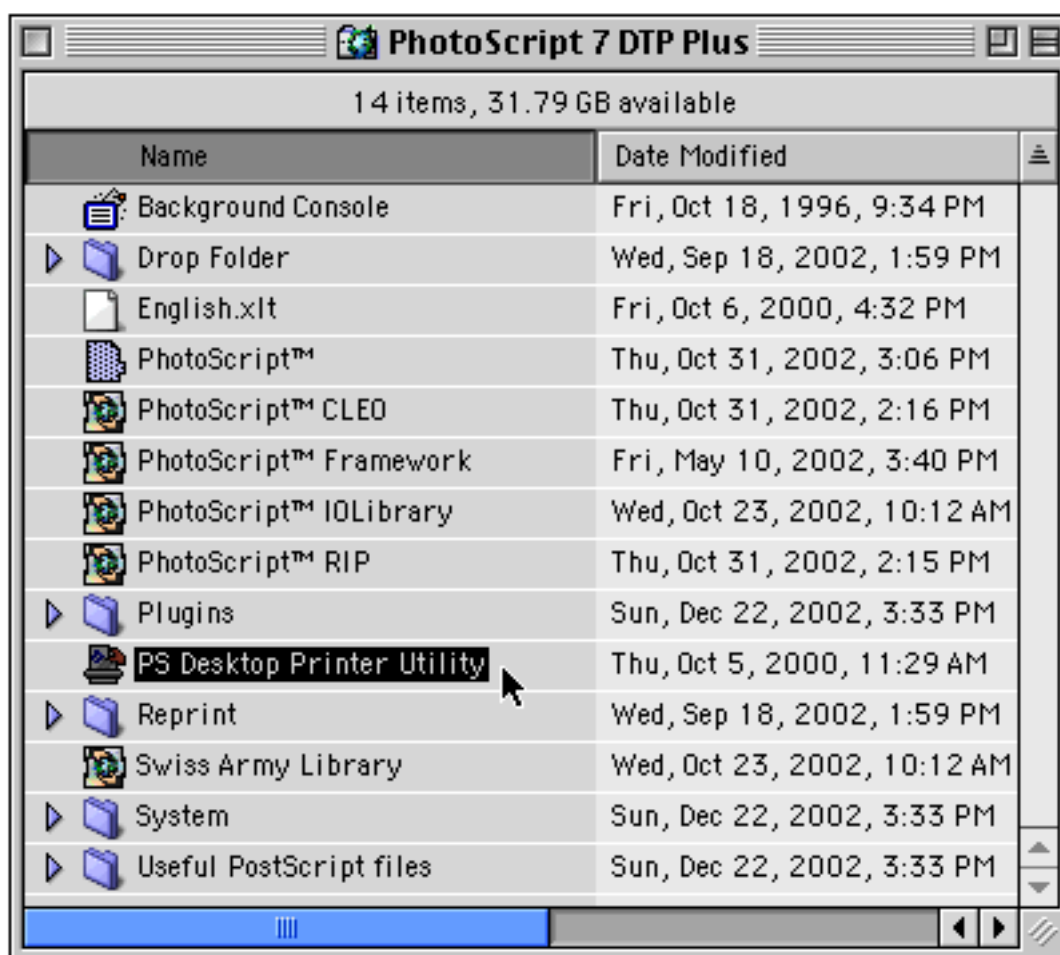 PhotoScript 7 DTP Plus
14 items, 31.79 GB available
Name Date Modified
Background Console Fri, Oct 18, 1996, 9:34 PM
Drop Folder Wed, Sep 18, 2002, 1:59 PM
English.xlt Fri, Oct 6, 2000, 4:32 PM
PhotoScript™ Thu, Oct 31, 2002, 3:06 PM
PhotoScript™ CLEO Thu, Oct 31, 2002, 2:16 PM
PhotoScript™ Framework Fri, May 10, 2002, 3:40 PM
PhotoScript™ IOLibrary Wed, Oct 23, 2002, 10:12 AM
PhotoScript™ RIP Thu, Oct 31, 2002, 2:15 PM
Plugins Sun, Dec 22, 2002, 3:33 PM
PS Desktop Printer Utility Thu, Oct 5, 2000, 11:29 AM
Reprint Wed, Sep 18, 2002, 1:59 PM
Swiss Army Library Wed, Oct 23, 2002, 10:12 AM
System Sun, Dec 22, 2002, 3:33 PM
Useful PostScript files Sun, Dec 22, 2002, 3:33 PM